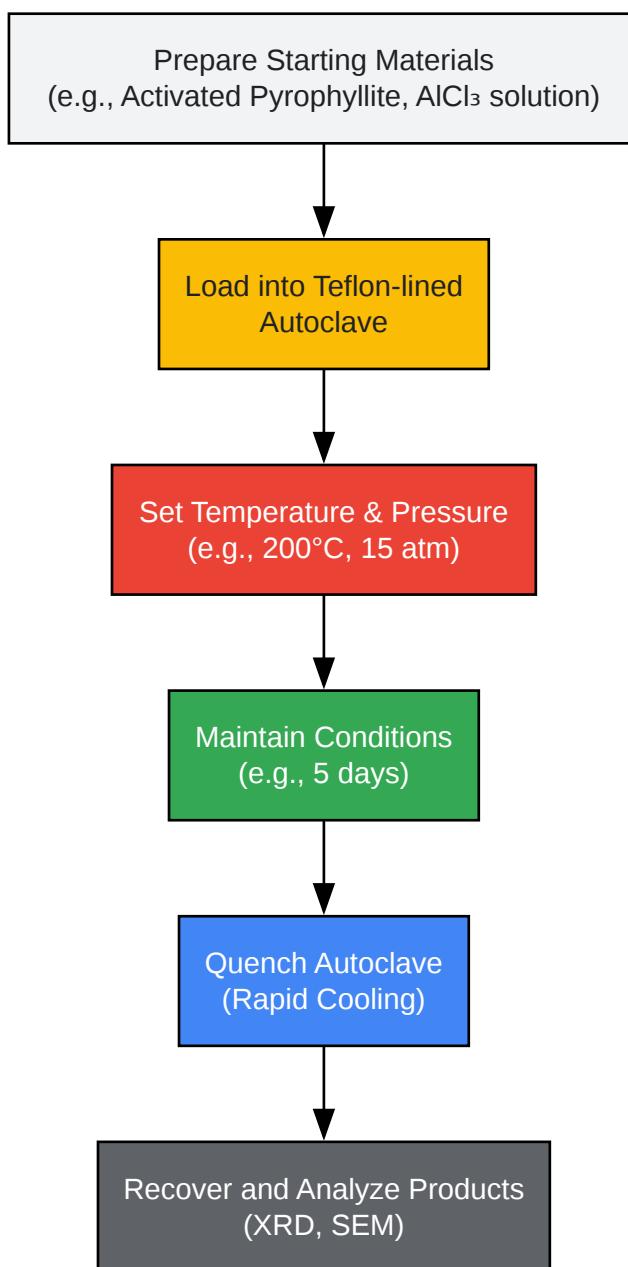 Prepare Starting Materials
(e.g., Activated Pyrophyllite, AlCl₃ solution)
Load into Teflon-lined
Autoclave
Set Temperature & Pressure
(e.g., 200°C, 15 atm)
Maintain Conditions
(e.g., 5 days)
Quench Autoclave
(Rapid Cooling)
Recover and Analyze Products
(XRD, SEM)